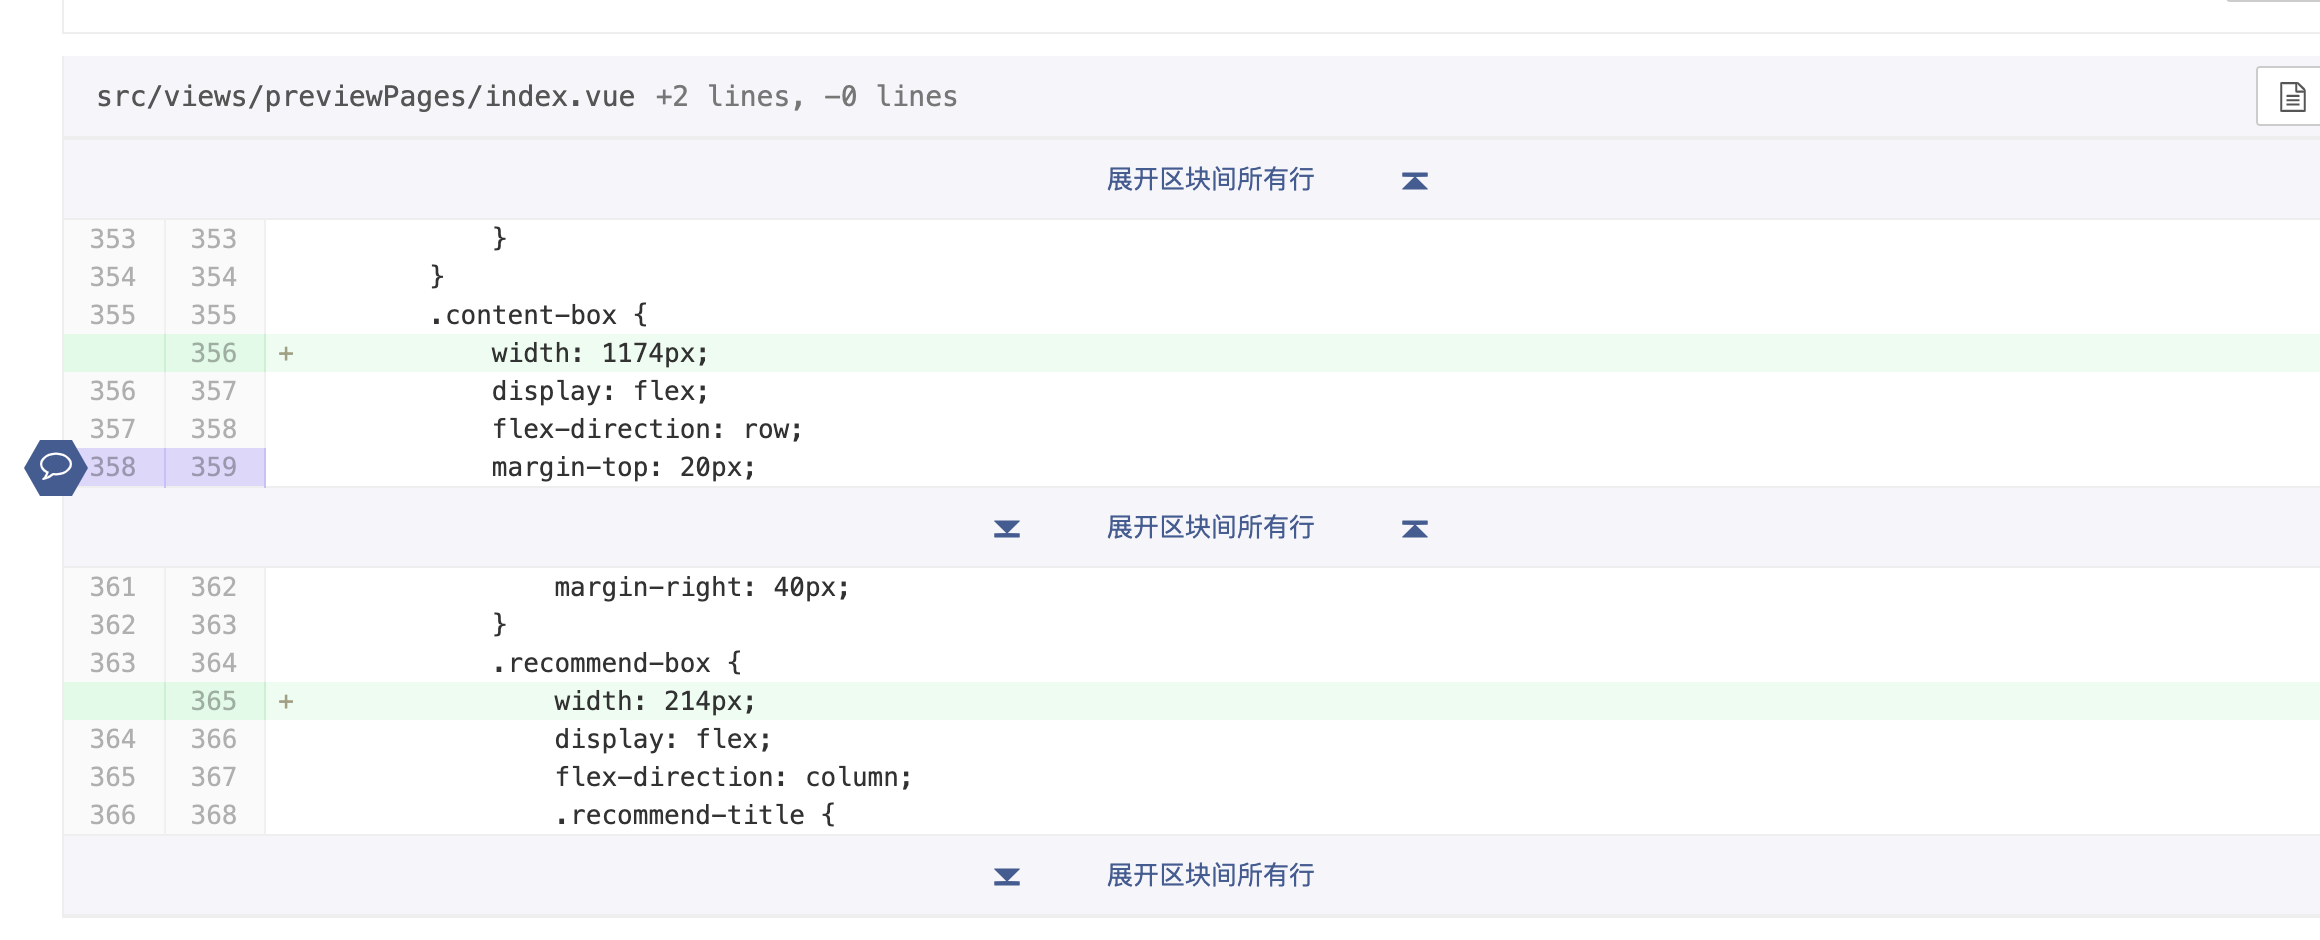 src/views/previewPages/index.vue +2 lines, −0 lines
展开区块间所有行
353 353 }
354 354 }
355 355 .content-box {
356 + width: 1174px;
356 357 display: flex;
357 358 flex-direction: row;
358 359 margin-top: 20px;
展开区块间所有行
361 362 margin-right: 40px;
362 363 }
363 364 .recommend-box {
365 + width: 214px;
364 366 display: flex;
365 367 flex-direction: column;
366 368 .recommend-title {
展开区块间所有行